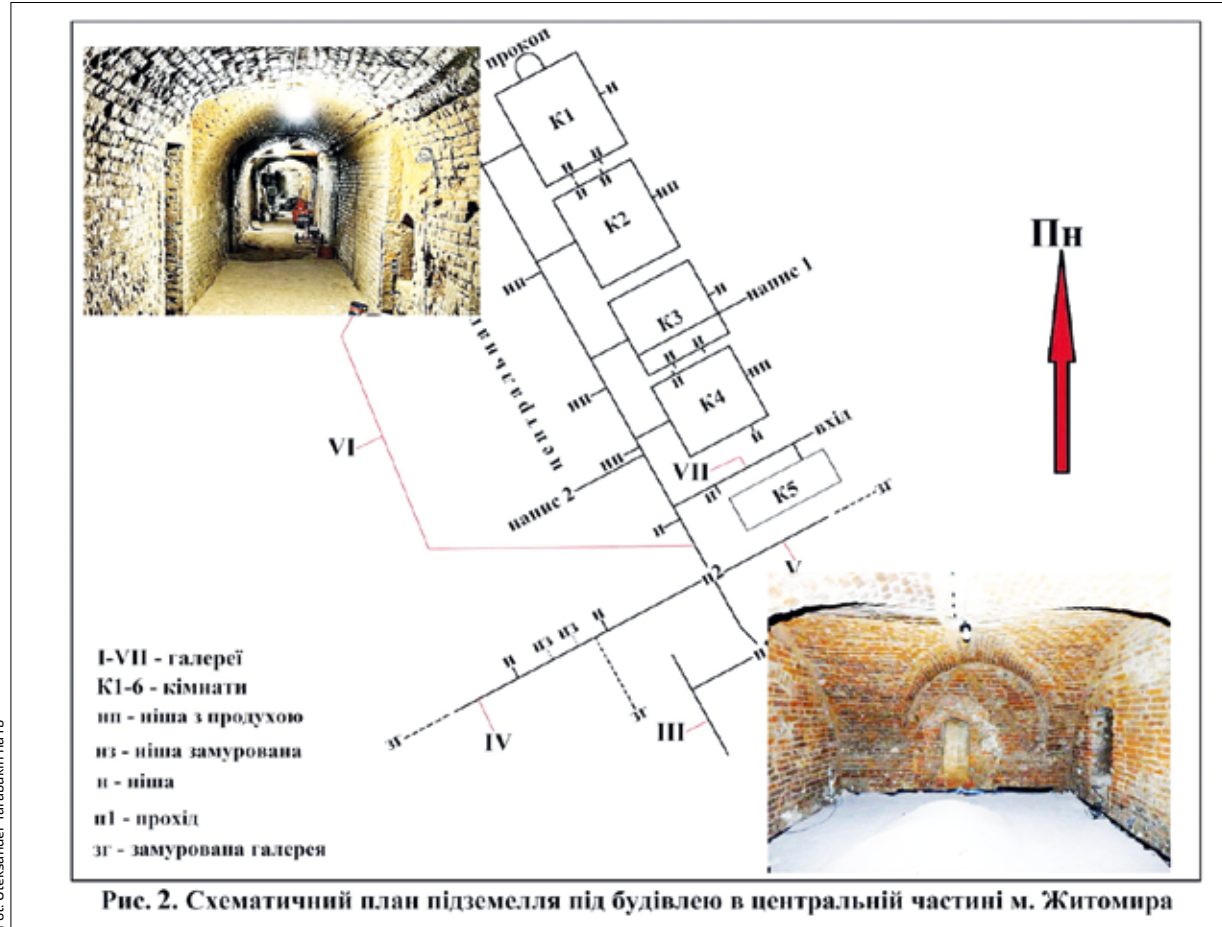 прокоп
К1
н
н
н
н
н
К2
нп
нп
К3
н
напис 1
н
н
н
К4
нп
нп
н
центральна
VI
нп
напис 2
VII
вхід
н
К5
зг
н
п2
V
н
нз
нз
н
зг
зг
IV
III
Пн
I-VII - галереї
К1-6 - кімнати
нп - ніша з продухою
нз - ніша замурована
н - ніша
п1 - прохід
зг - замурована галерея
Рис. 2. Схематичний план підземелля під будівлею в центральній частині м. Житомира